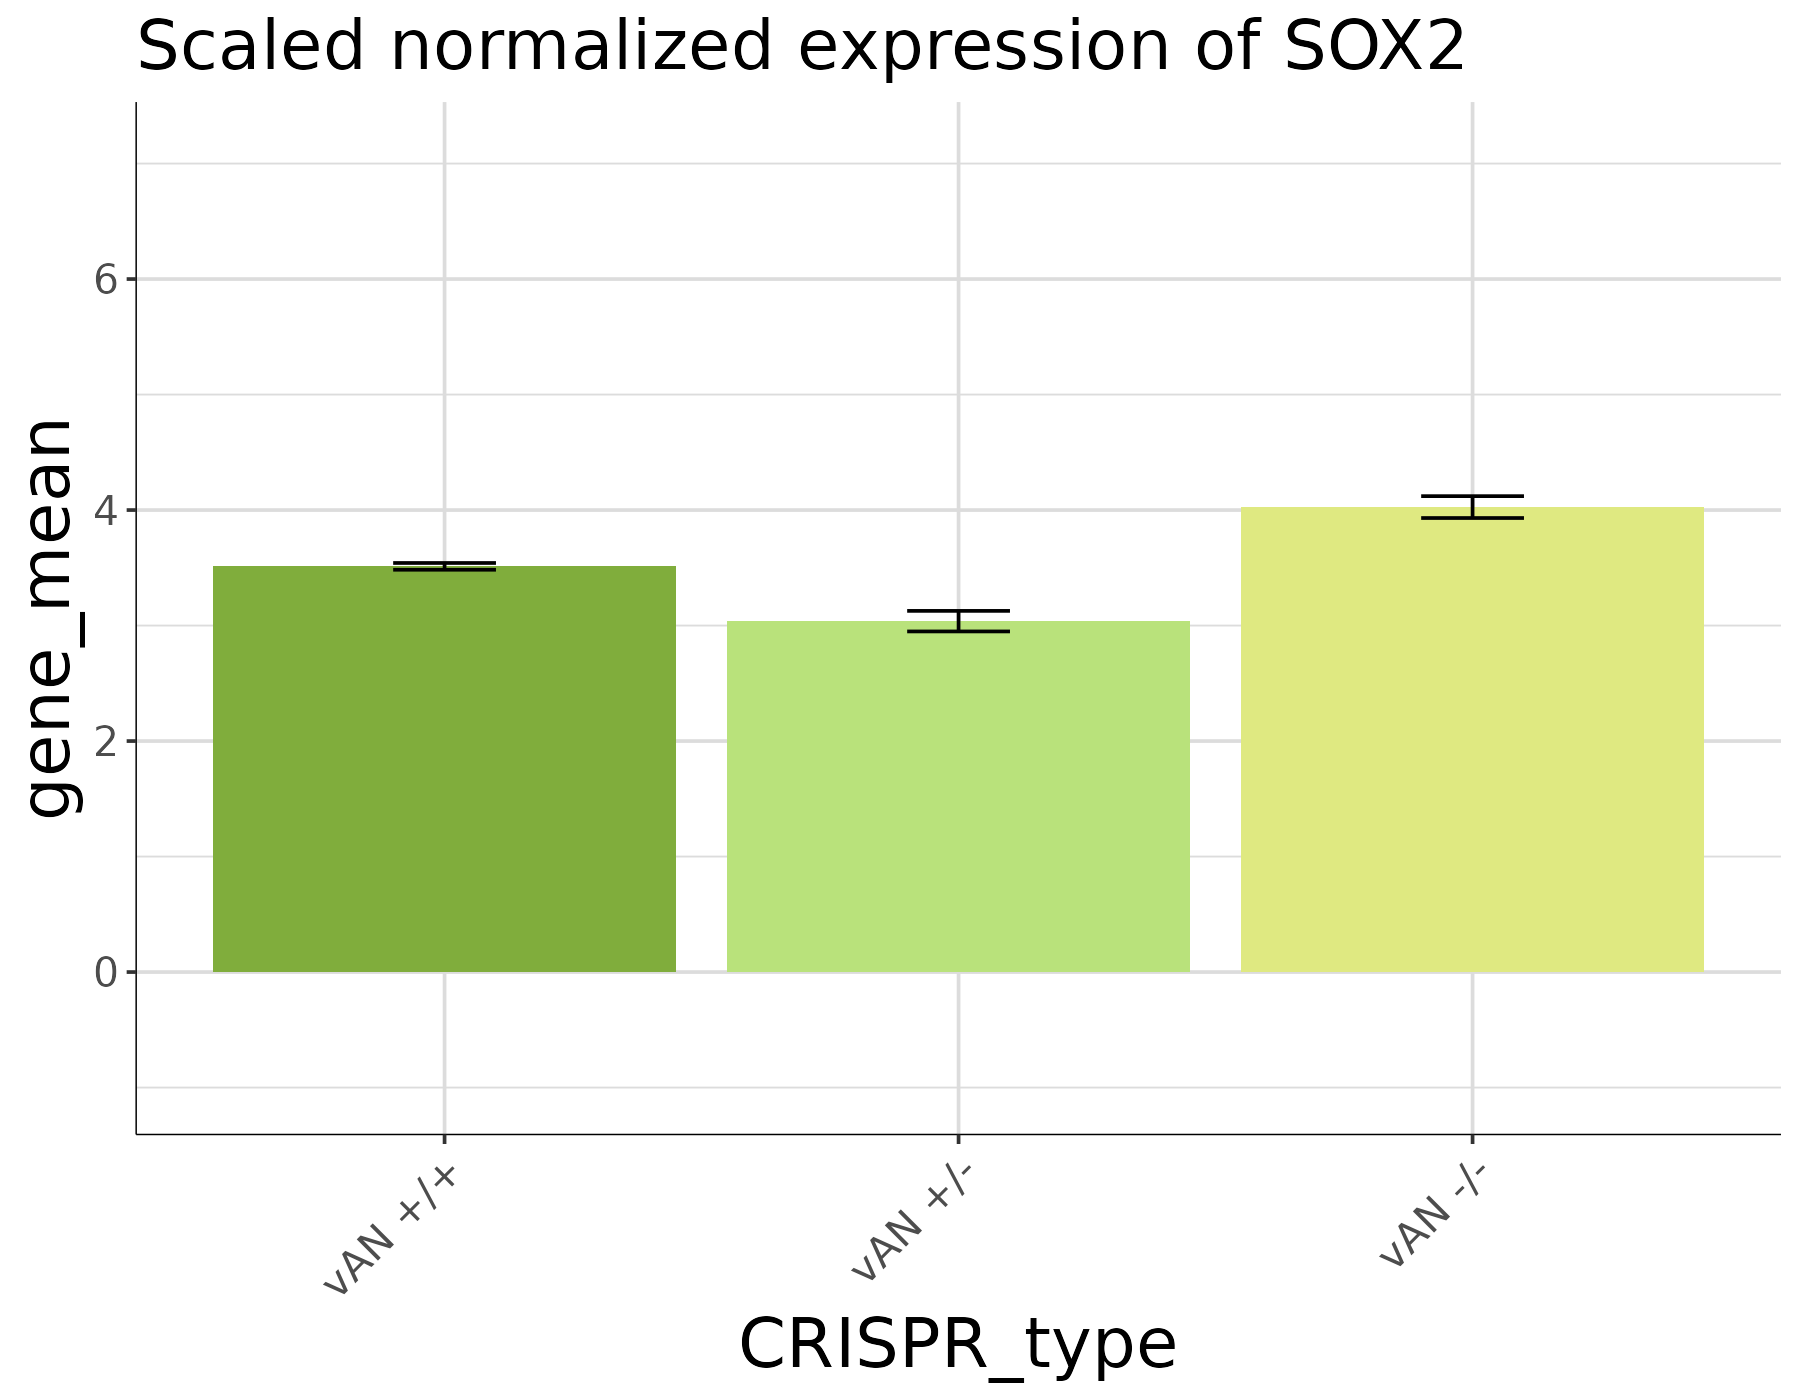 Scaled normalized expression of SOX2
gene_mean
6
4
2
0
vAN +/+
vAN +/-
vAN -/-
CRISPR_type